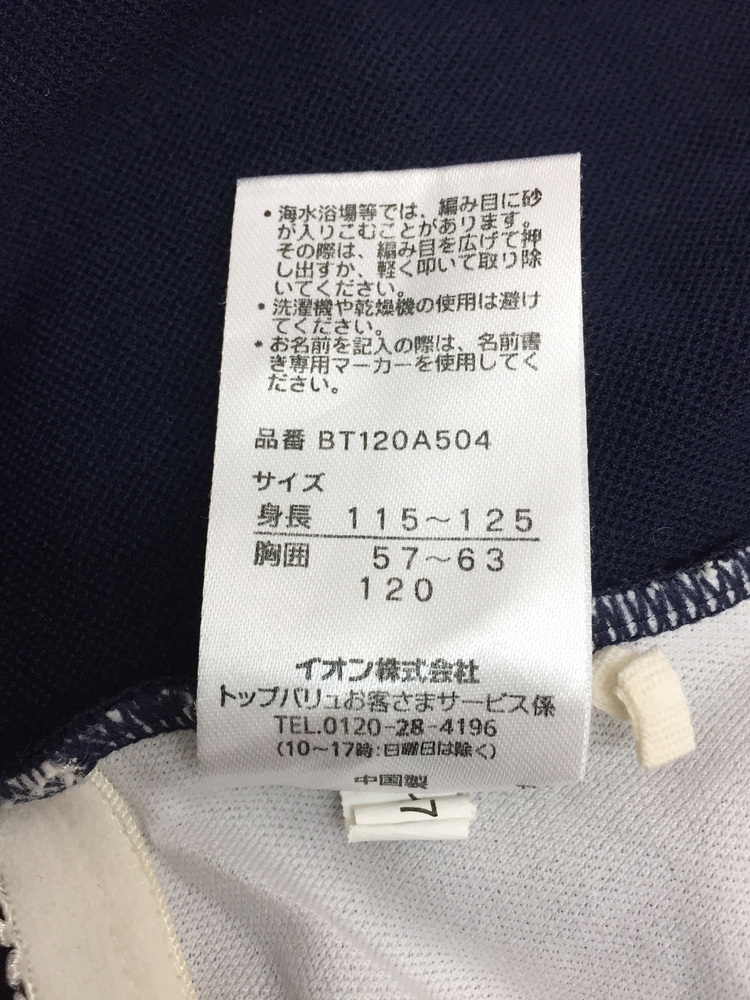 ・海水浴場等では、編み目に砂
が入りこむことがあります。
その際は、編み目を広げて押
し出すか、軽く叩いて取り除
いてください。
・洗濯機や乾燥機の使用は避け
てください。
・お名前を記入の際は、名前書
き専用マーカーを使用してく
ださい。
品番 BT120A504
サイズ
身長 115〜125
胸囲 57〜63
120
イオン株式会社
トップバリュお客さまサービス係
TEL.0120-28-4196
(10〜17時:日曜日は除く)
中国製